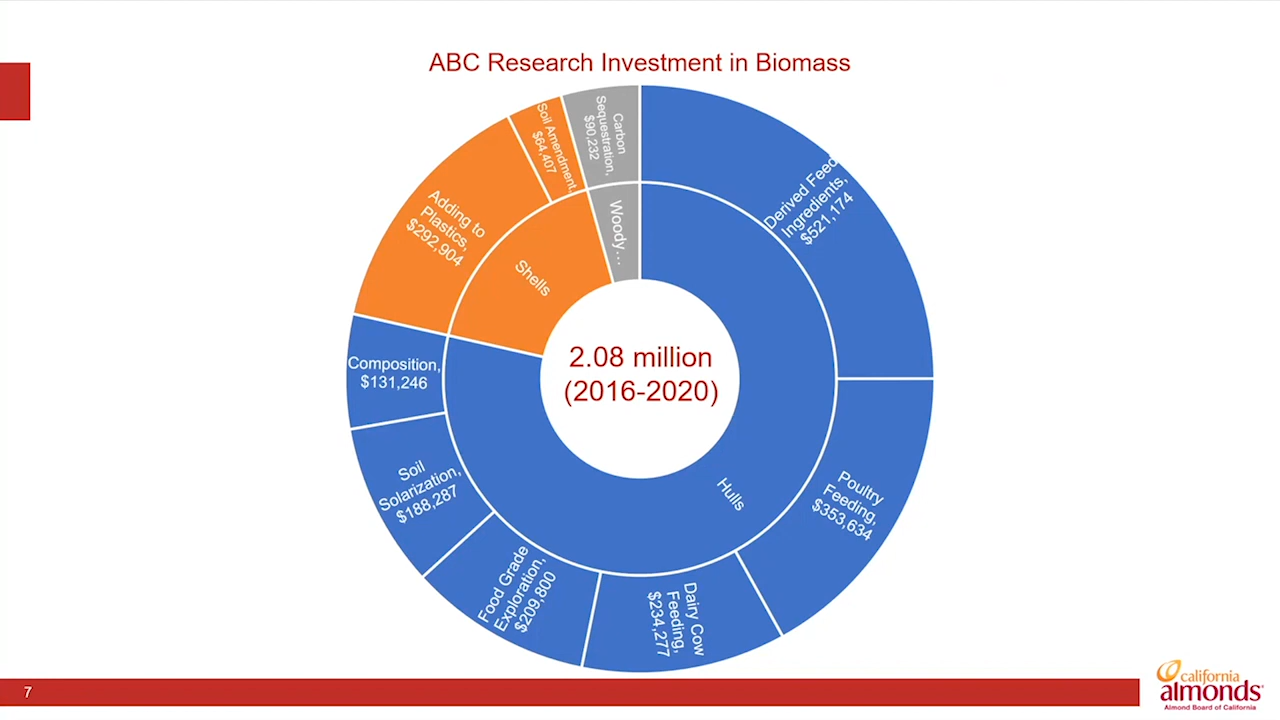 ABC Research Investment in Biomass
Carbon
Sequestration,
$90,232
Soil Amendment,
$64,407
Adding to
Plastics,
$292,904
Shells
Woody...
Derived Feed
Ingredients,
$521,174
Composition,
$131,246
2.08 million
(2016-2020)
Soil
Solarization,
$188,287
Hulls
Poultry
Feeding,
$353,634
Food Grade
Exploration,
$209,800
Dairy Cow
Feeding,
$234,277
7
california
almonds
Almond Board of California